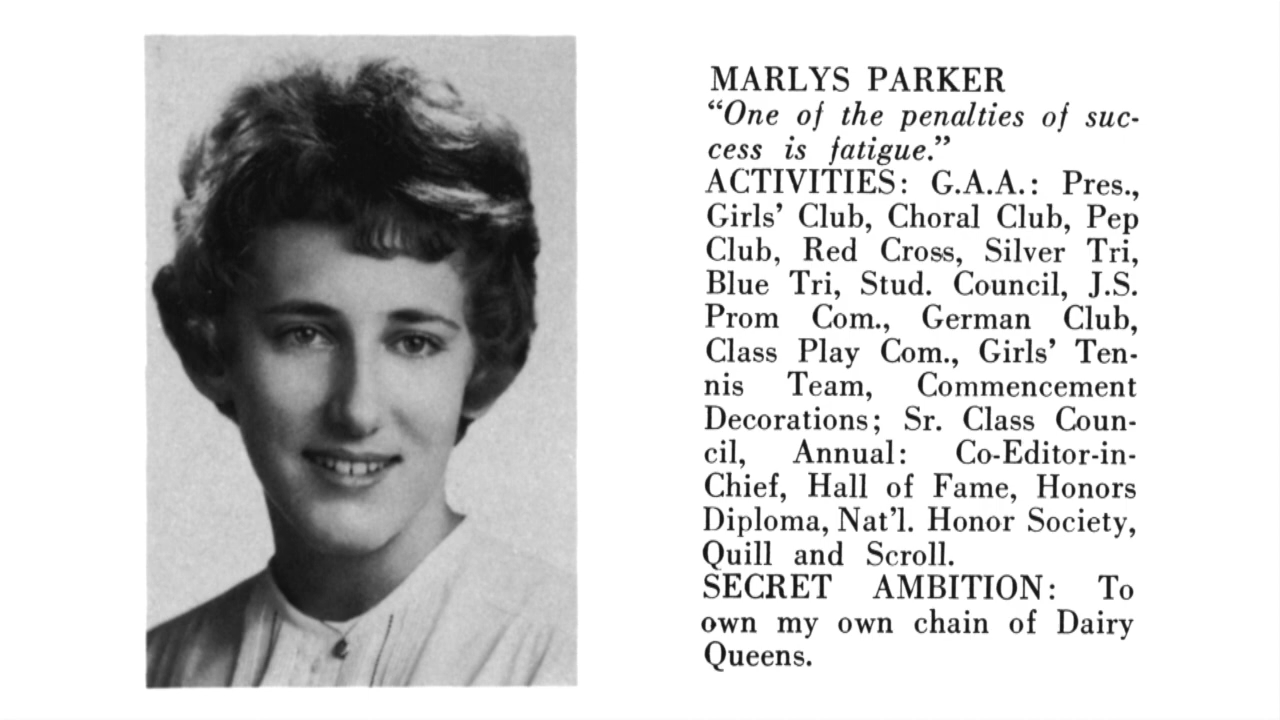 MARLYS PARKER
“One of the penalties of suc-
cess is fatigue.”
ACTIVITIES: G.A.A.: Pres.,
Girls’ Club, Choral Club, Pep
Club, Red Cross, Silver Tri,
Blue Tri, Stud. Council, J.S.
Prom Com., German Club,
Class Play Com., Girls’ Ten-
nis Team, Commencement
Decorations; Sr. Class Coun-
cil, Annual: Co-Editor-in-
Chief, Hall of Fame, Honors
Diploma, Nat’l. Honor Society,
Quill and Scroll.
SECRET AMBITION: To
own my own chain of Dairy
Queens.